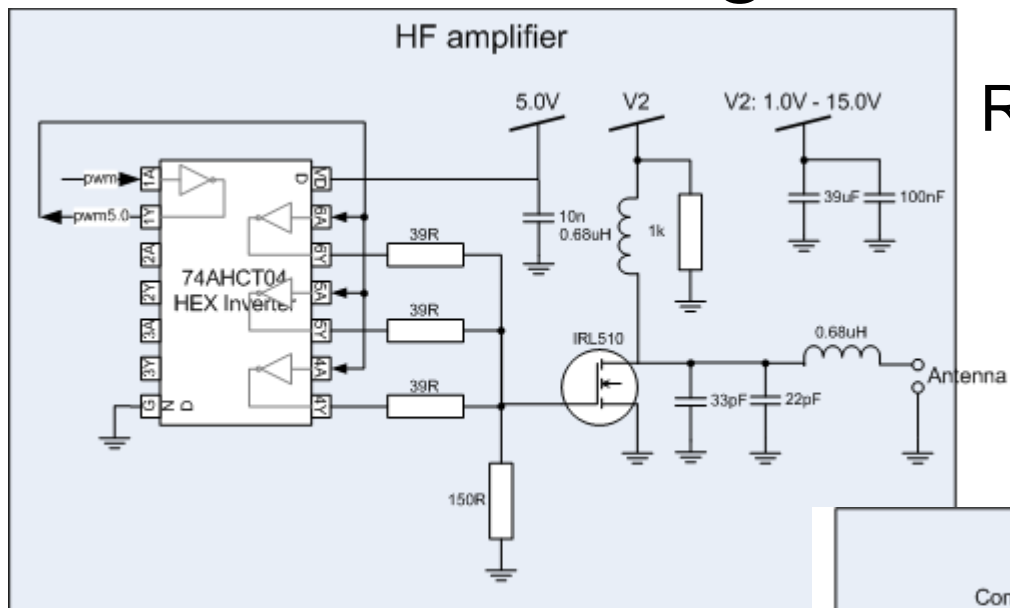 HF amplifier
5.0V
V2
V2: 1.0V - 15.0V
R
pwm
1A
VD
D
pwm5.0
1Y
6A
10n
0.68uH
1k
39uF
100nF
2A
6Y
39R
74AHCT04
HEX Inverter
2Y
5A
3A
5Y
39R
IRL510
0.68uH
3Y
4A
Antenna
G
N
D
4Y
39R
33pF
22pF
150R
Con